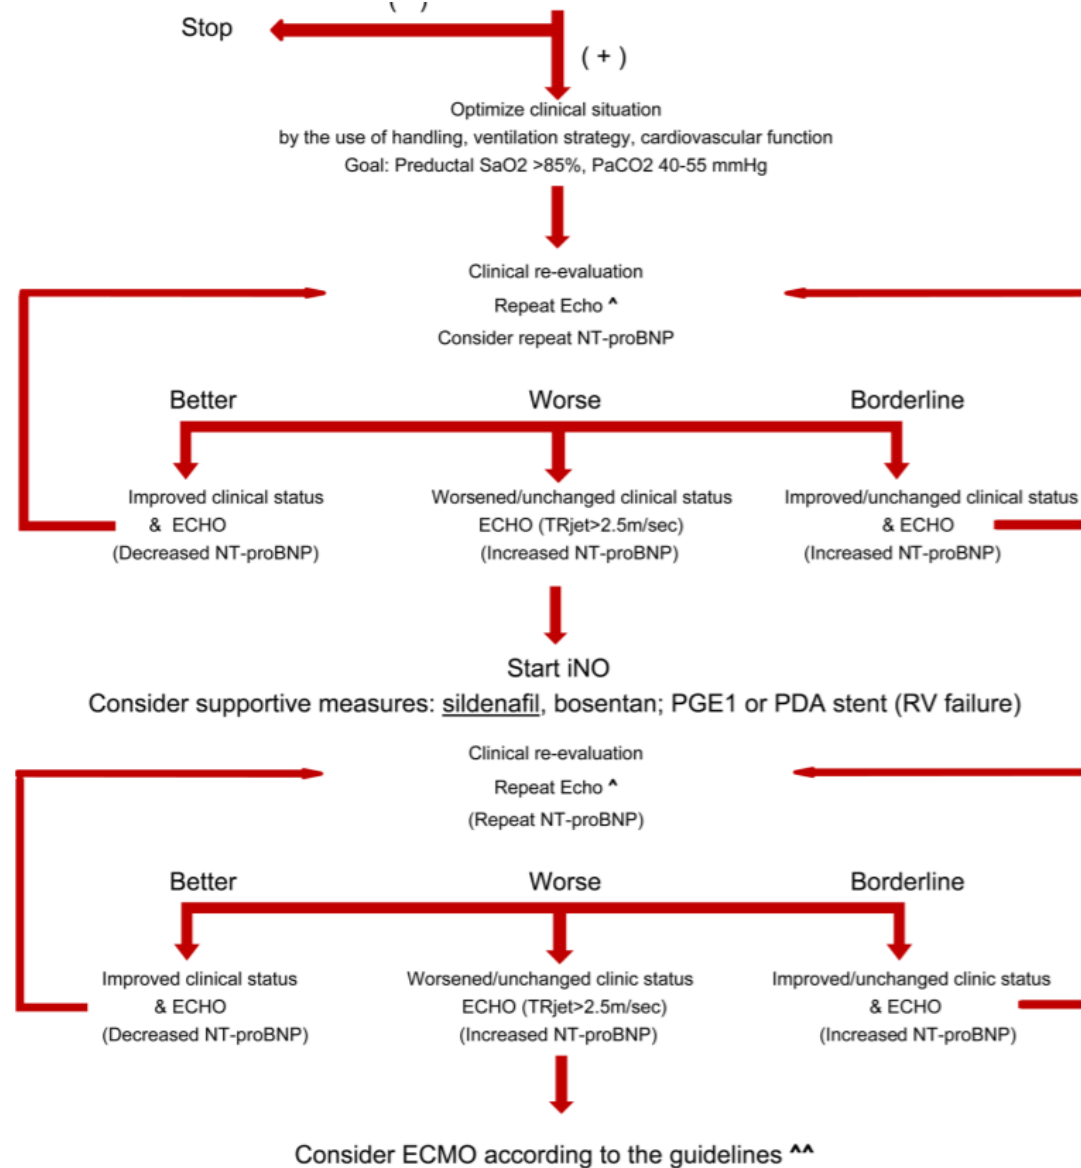 Stop
( + )
Optimize clinical situation
by the use of handling, ventilation strategy, cardiovascular function
Goal: Preductal SaO2 >85%, PaCO2 40-55 mmHg
Clinical re-evaluation
Repeat Echo ^
Consider repeat NT-proBNP
Better
Worse
Borderline
Improved clinical status
& ECHO
(Decreased NT-proBNP)
Worsened/unchanged clinical status
ECHO (TRjet>2.5m/sec)
(Increased NT-proBNP)
Improved/unchanged clinical status
& ECHO
(Increased NT-proBNP)
Start iNO
Consider supportive measures: sildenafil, bosentan; PGE1 or PDA stent (RV failure)
Clinical re-evaluation
Repeat Echo ^
(Repeat NT-proBNP)
Better
Worse
Borderline
Improved clinical status
& ECHO
(Decreased NT-proBNP)
Worsened/unchanged clinic status
ECHO (TRjet>2.5m/sec)
(Increased NT-proBNP)
Improved/unchanged clinic status
& ECHO
(Increased NT-proBNP)
Consider ECMO according to the guidelines ^^